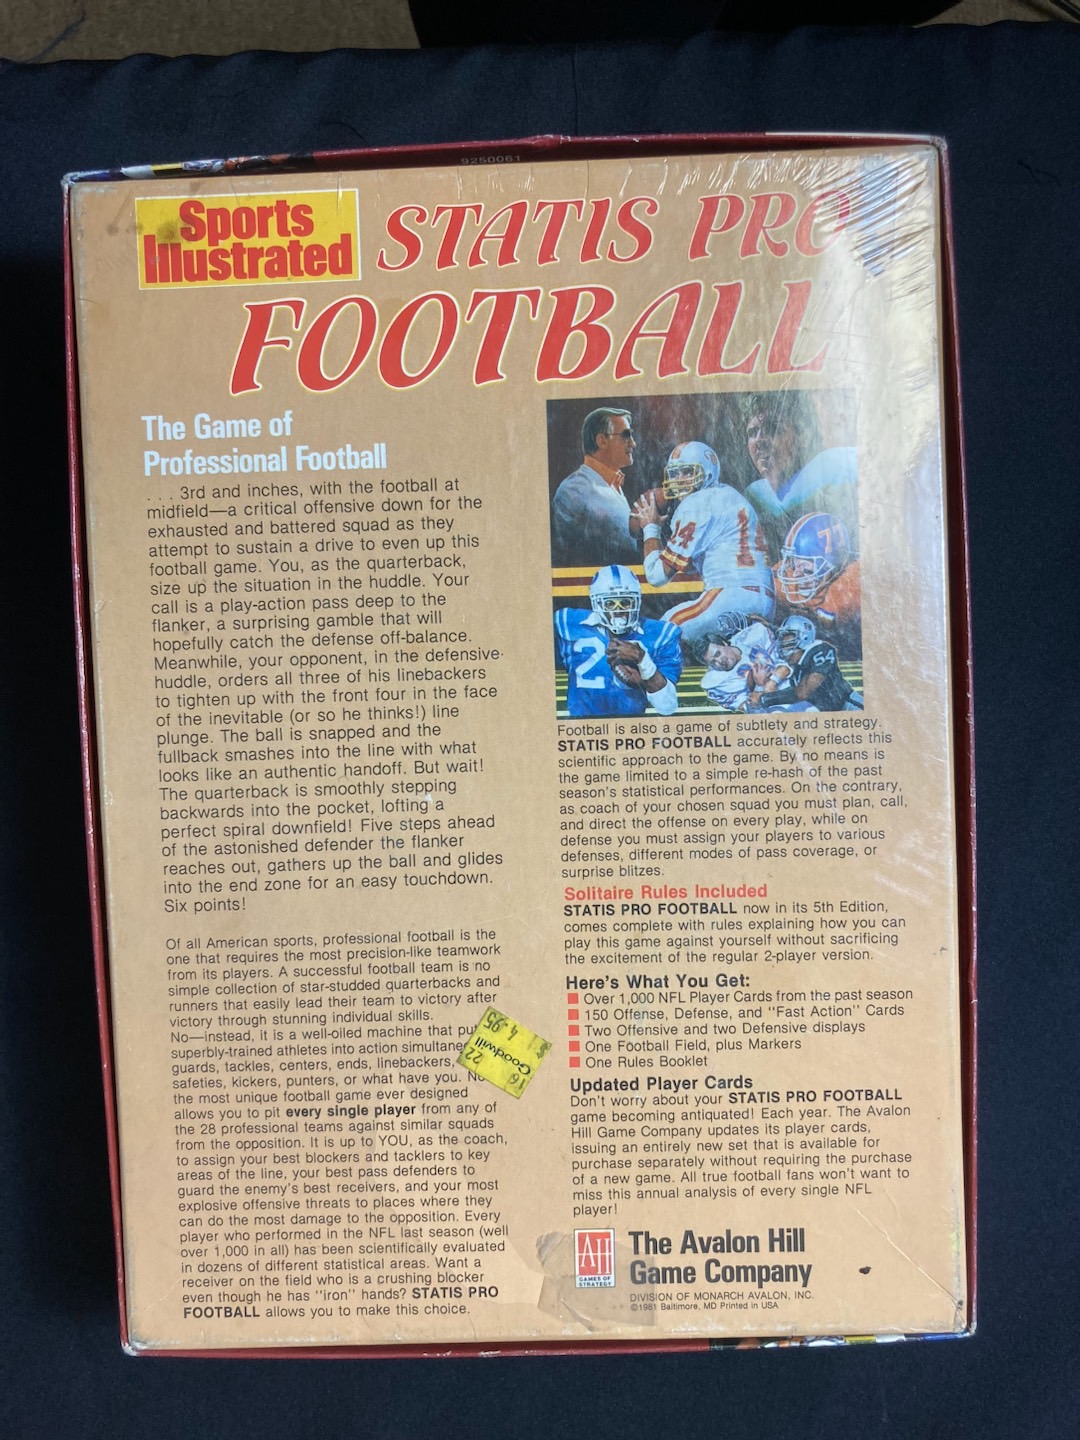 9250061
Sports
Illustrated
STATIS PRO
FOOTBALL
The Game of
Professional Football
. . . 3rd and inches, with the football at
midfield—a critical offensive down for the
exhausted and battered squad as they
attempt to sustain a drive to even up this
football game. You, as the quarterback,
size up the situation in the huddle. Your
call is a play-action pass deep to the
flanker, a surprising gamble that will
hopefully catch the defense off-balance.
Meanwhile, your opponent, in the defensive
huddle, orders all three of his linebackers
to tighten up with the front four in the face
of the inevitable (or so he thinks!) line
plunge. The ball is snapped and the
fullback smashes into the line with what
looks like an authentic handoff. But wait!
The quarterback is smoothly stepping
backwards into the pocket, lofting a
perfect spiral downfield! Five steps ahead
of the astonished defender the flanker
reaches out, gathers up the ball and glides
into the end zone for an easy touchdown.
Six points!
Of all American sports, professional football is the
one that requires the most precision-like teamwork
from its players. A successful football team is no
simple collection of star-studded quarterbacks and
runners that easily lead their team to victory after
victory through stunning individual skills.
No—instead, it is a well-oiled machine that
superbly-trained athletes into action
guards, tackles, centers, ends, linebackers,
safeties, kickers, punters, or what have you.
the most unique football game ever designed
allows you to pit every single player from any of
the 28 professional teams against similar squads
from the opposition. It is up to YOU, as the coach,
to assign your best blockers and tacklers to key
areas of the line, your best pass defenders to
guard the enemy's best receivers, and your most
explosive offensive threats to places where they
can do the most damage to the opposition. Every
player who performed in the NFL last season (well
over 1,000 in all) has been scientifically evaluated
in dozens of different statistical areas. Want a
receiver on the field who is a crushing blocker
even though he has "iron" hands? STATIS PRO
FOOTBALL allows you to make this choice.
$ 4.95
Goodwill
16 22
14
1
7
2
54
Football is also a game of subtlety and strategy.
STATIS PRO FOOTBALL accurately reflects this
scientific approach to the game. By no means is
the game limited to a simple re-hash of the past
season's statistical performances. On the contrary,
as coach of your chosen squad you must plan, call,
and direct the offense on every play, while on
defense you must assign your players to various
defenses, different modes of pass coverage, or
surprise blitzes.
Solitaire Rules Included
STATIS PRO FOOTBALL now in its 5th Edition,
comes complete with rules explaining how you can
play this game against yourself without sacrificing
the excitement of the regular 2-player version.
Here's What You Get:
Over 1,000 NFL Player Cards from the past season
150 Offense, Defense, and "Fast Action" Cards
Two Offensive and two Defensive displays
One Football Field, plus Markers
One Rules Booklet
Updated Player Cards
Don't worry about your STATIS PRO FOOTBALL
game becoming antiquated! Each year. The Avalon
Hill Game Company updates its player cards,
issuing an entirely new set that is available for
purchase separately without requiring the purchase
of a new game. All true football fans won't want to
miss this annual analysis of every single NFL
player!
AH
GAMES OF
STRATEGY
The Avalon Hill
Game Company
DIVISION OF MONARCH AVALON, INC.
©1981 Baltimore, MD Printed in USA